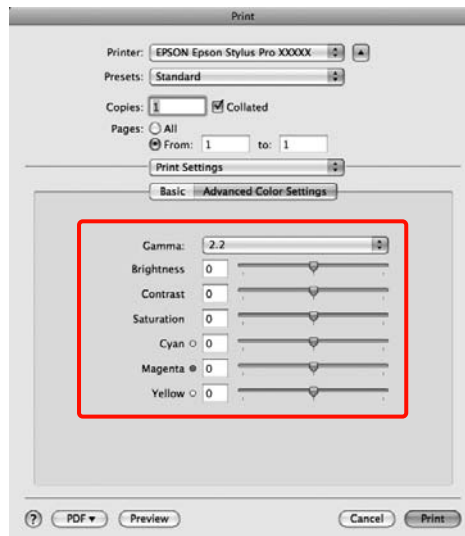 Print
Printer: EPSON Epson Stylus Pro XXXXX
Presets: Standard
Copies: 1 Collated
Pages: All
From: 1 to: 1
Print Settings
Basic Advanced Color Settings
Gamma: 2.2
Brightness 0
Contrast 0
Saturation 0
Cyan 0
Magenta 0
Yellow 0
? PDF Preview Cancel Print